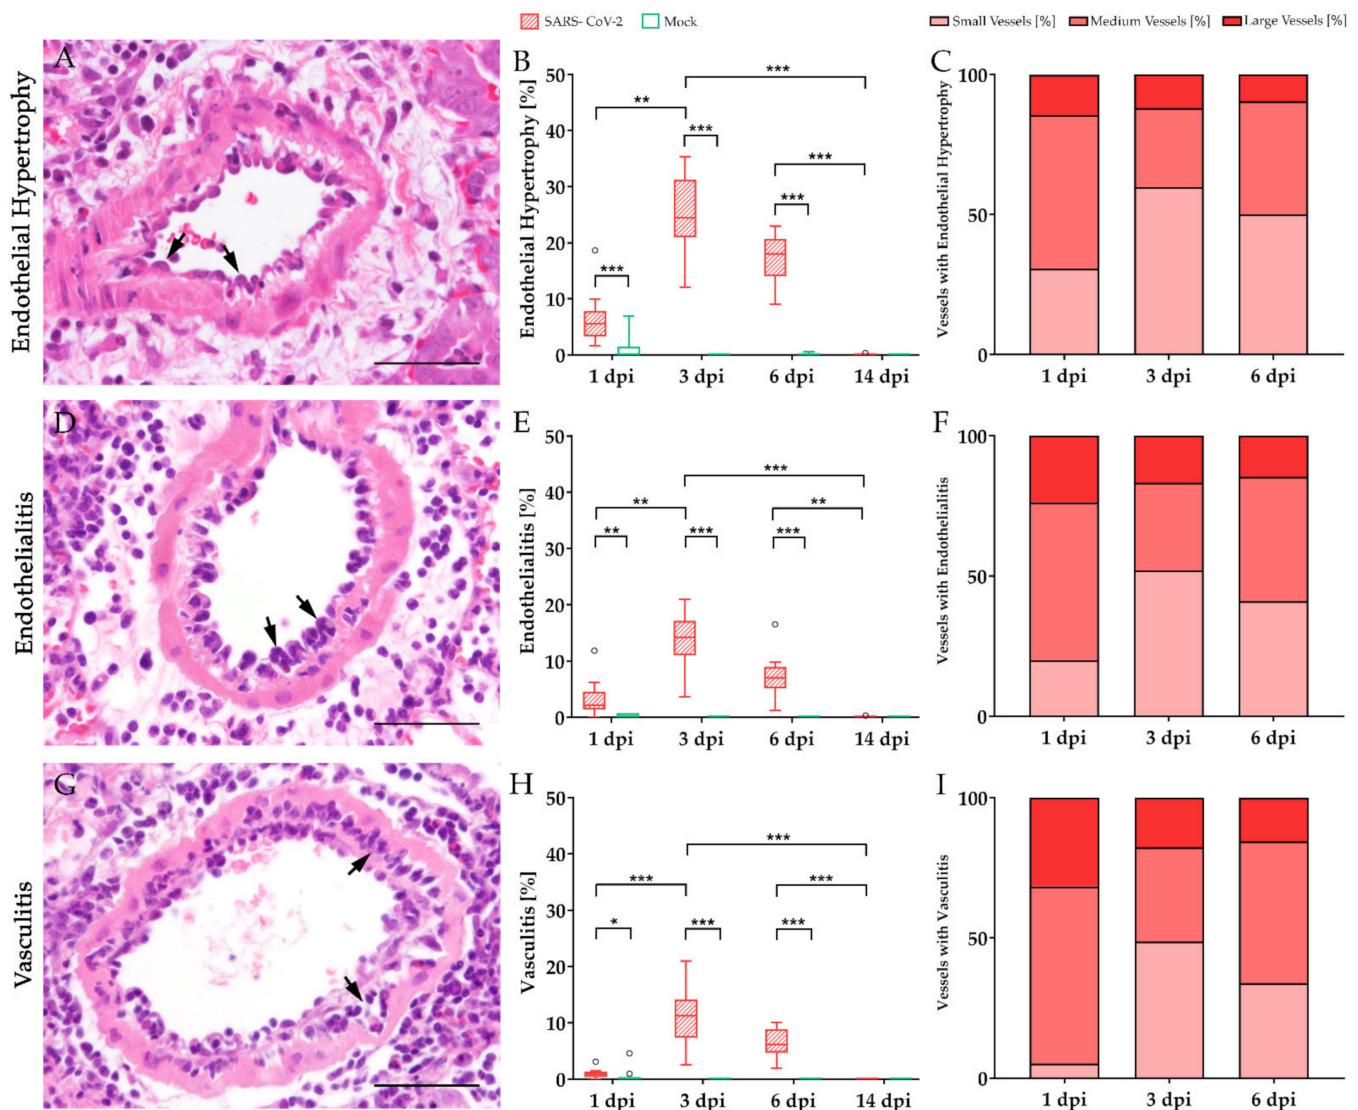 SARS- CoV-2 Mock
Small Vessels [%] Medium Vessels [%] Large Vessels [%]
A
Endothelial Hypertrophy
B
Endothelial Hypertrophy [%]
50
40
30
20
10
0
***
**
***
***
***
***
1 dpi 3 dpi 6 dpi 14 dpi
C
Vessels with Endothelial Hypertrophy
100
50
0
1 dpi 3 dpi 6 dpi
D
Endothelialitis
E
Endothelialitis [%]
50
40
30
20
10
0
***
** **
** *** ***
1 dpi 3 dpi 6 dpi 14 dpi
F
Vessels with Endothelialitis
100
50
0
1 dpi 3 dpi 6 dpi
G
Vasculitis
H
Vasculitis [%]
50
40
30
20
10
0
***
*** ***
* *** ***
1 dpi 3 dpi 6 dpi 14 dpi
I
Vessels with Vasculitis
100
50
0
1 dpi 3 dpi 6 dpi